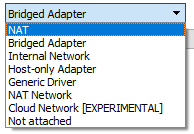 Bridged Adapter
NAT
Bridged Adapter
Internal Network
Host-only Adapter
Generic Driver
NAT Network
Cloud Network [EXPERIMENTAL]
Not attached